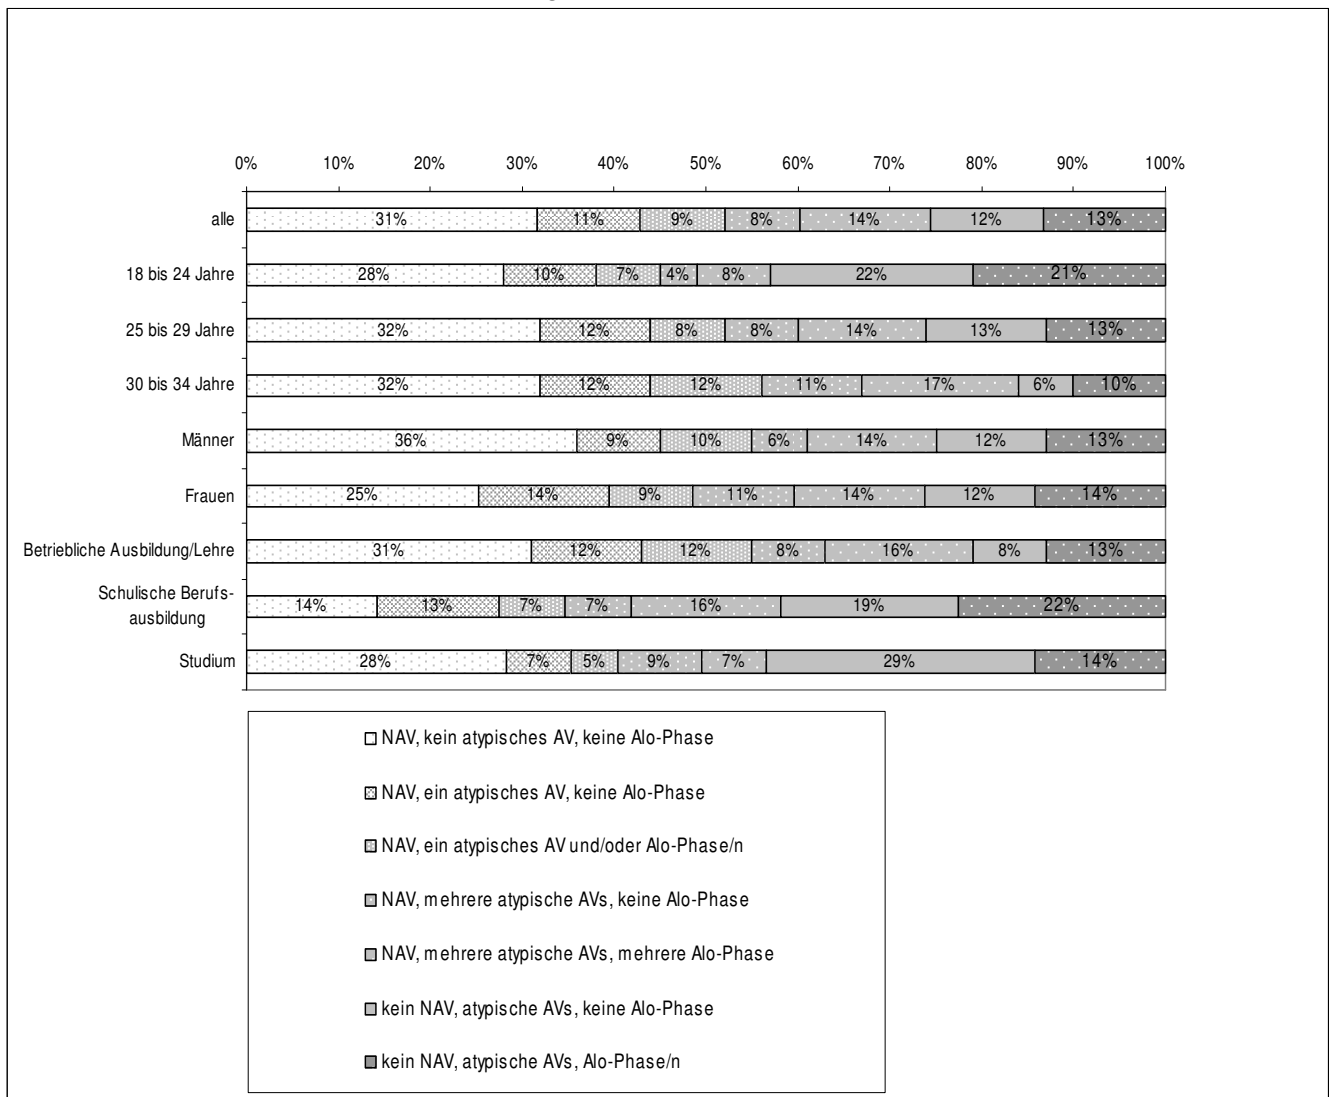 0% 10% 20% 30% 40% 50% 60% 70% 80% 90% 100%
alle 31% 11% 9% 8% 14% 12% 13%
18 bis 24 Jahre 28% 10% 7% 4% 8% 22% 21%
25 bis 29 Jahre 32% 12% 8% 8% 14% 13% 13%
30 bis 34 Jahre 32% 12% 12% 11% 17% 6% 10%
Männer 36% 9% 10% 6% 14% 12% 13%
Frauen 25% 14% 9% 11% 14% 12% 14%
Betriebliche Ausbildung/Lehre 31% 12% 12% 8% 16% 8% 13%
Schulische Berufs-
ausbildung 14% 13% 7% 7% 16% 19% 22%
Studium 28% 7% 5% 9% 7% 29% 14%
NAV, kein atypisches AV, keine Alo-Phase
NAV, ein atypisches AV, keine Alo-Phase
NAV, ein atypisches AV und/oder Alo-Phase/n
NAV, mehrere atypische AVs, keine Alo-Phase
NAV, mehrere atypische AVs, mehrere Alo-Phase
kein NAV, atypische AVs, keine Alo-Phase
kein NAV, atypische AVs, Alo-Phase/n